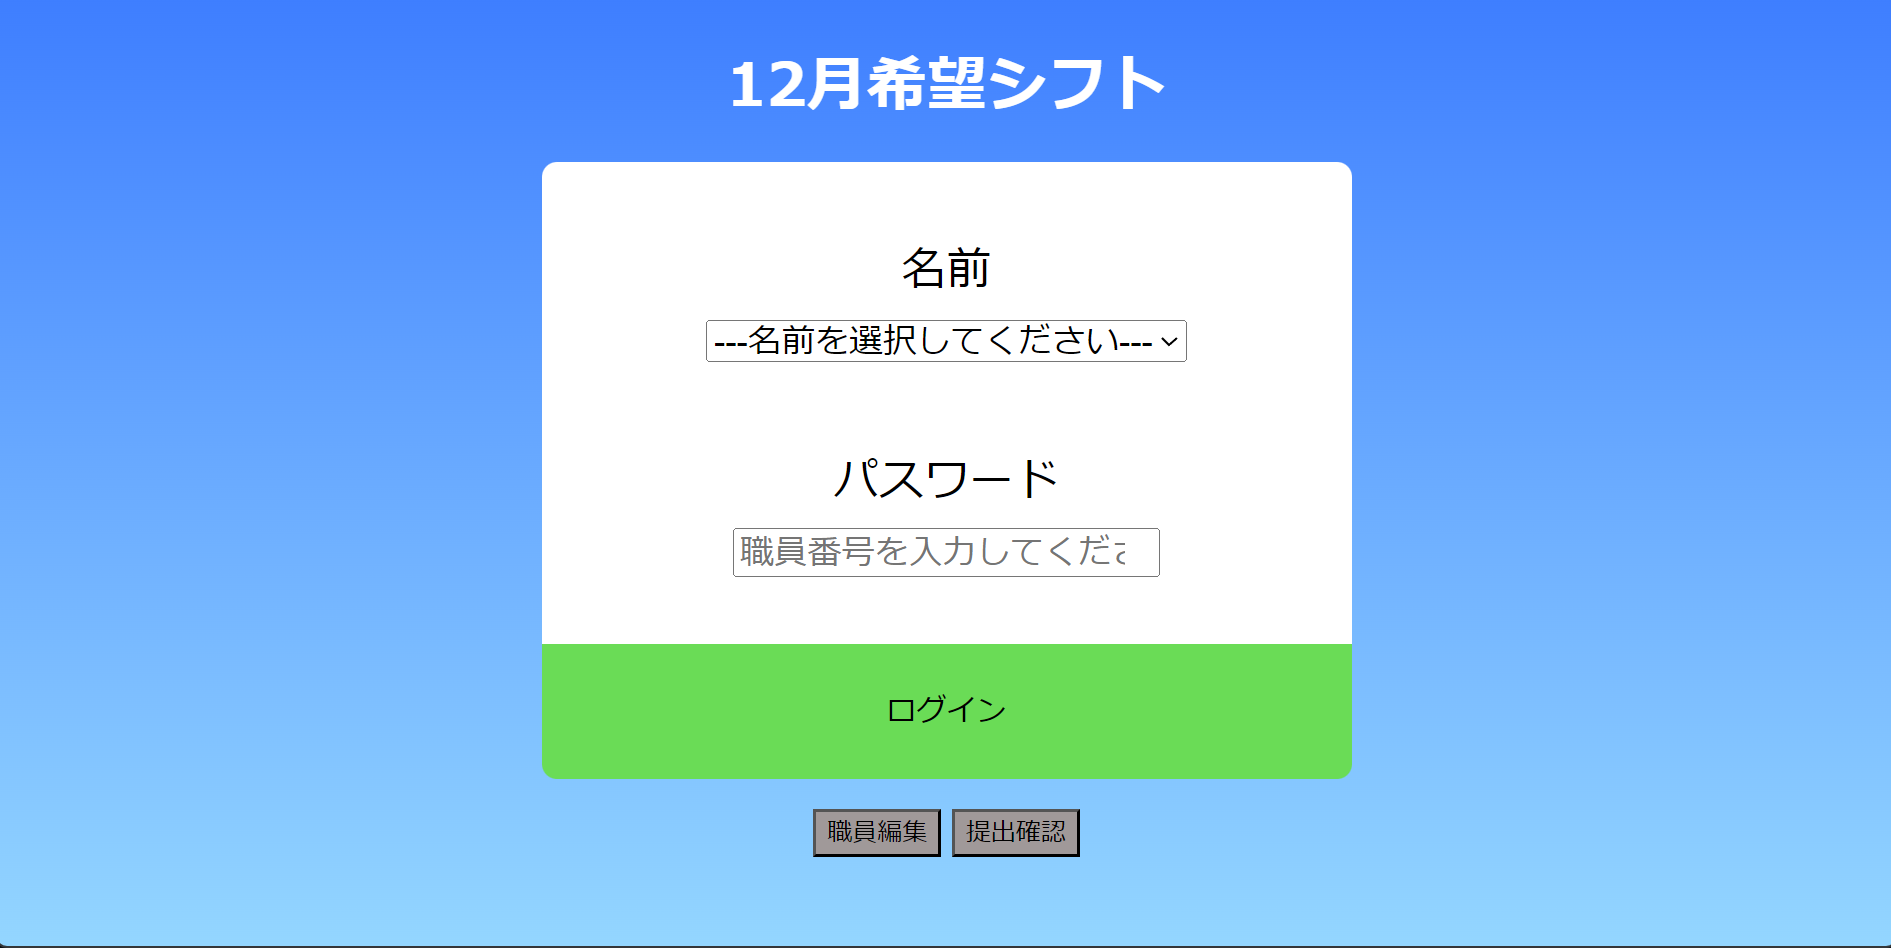 12月希望シフト
名前
---名前を選択してください---
パスワード
職員番号を入力してくださ
ログイン
職員編集
提出確認